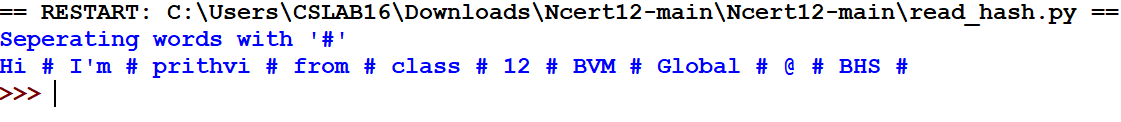 == RESTART: C:\Users\CSLAB16\Downloads\Ncert12-main\Ncert12-main\read_hash.py ==
Seperating words with '#'
Hi # I'm # prithvi # from # class # 12 # BVM # Global # @ # BHS #
>>>